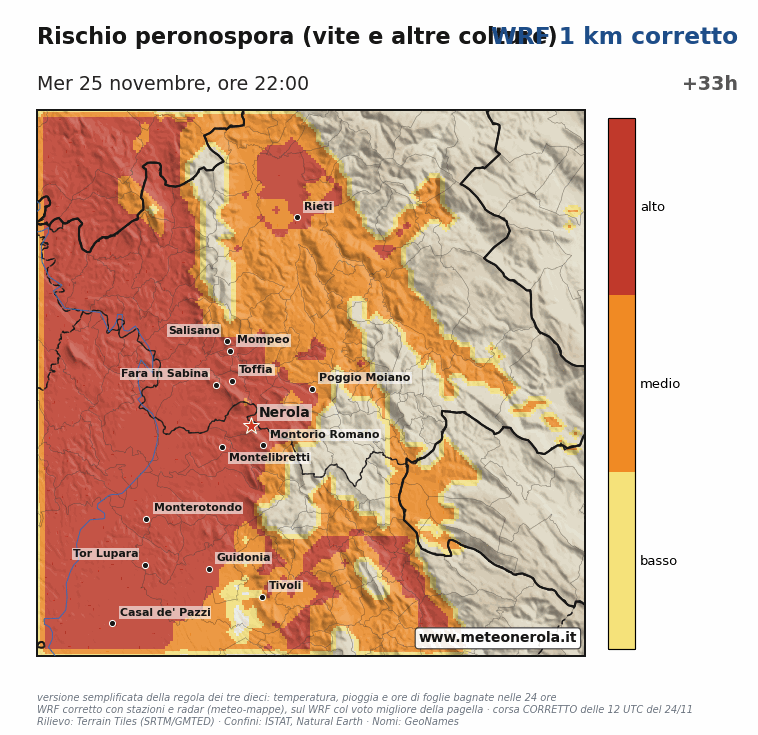 Rischio peronospora (vite e altre colture)
WRF 1 km corretto
Mer 25 novembre, ore 22:00
+33h
alto
Rieti
Salisano
Mompeo
Toffia
Fara in Sabina
Poggio Moiano
medio
Nerola
Montorio Romano
Montelibretti
Monterotondo
Tor Lupara
Guidonia
basso
Tivoli
Casal de' Pazzi
www.meteonerola.it
versione semplificata della regola dei tre dieci: temperatura, pioggia e ore di foglie bagnate nelle 24 ore
WRF corretto con stazioni e radar (meteo-mappe), sul WRF col voto migliore della pagella · corsa CORRETTO delle 12 UTC del 24/11
Rilievo: Terrain Tiles (SRTM/GMTED) · Confini: ISTAT, Natural Earth · Nomi: GeoNames